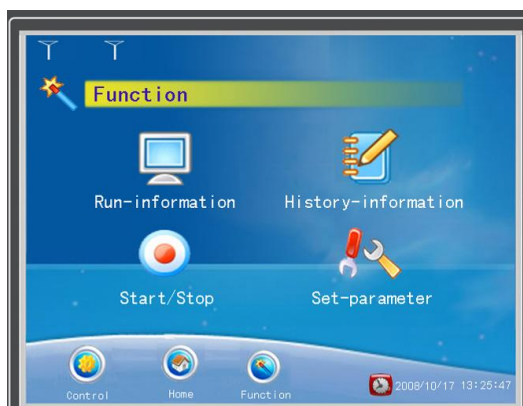 Function
Run-information
History-information
Start/Stop
Set-parameter
Control
Home
Function
2008/10/17 13:25:47